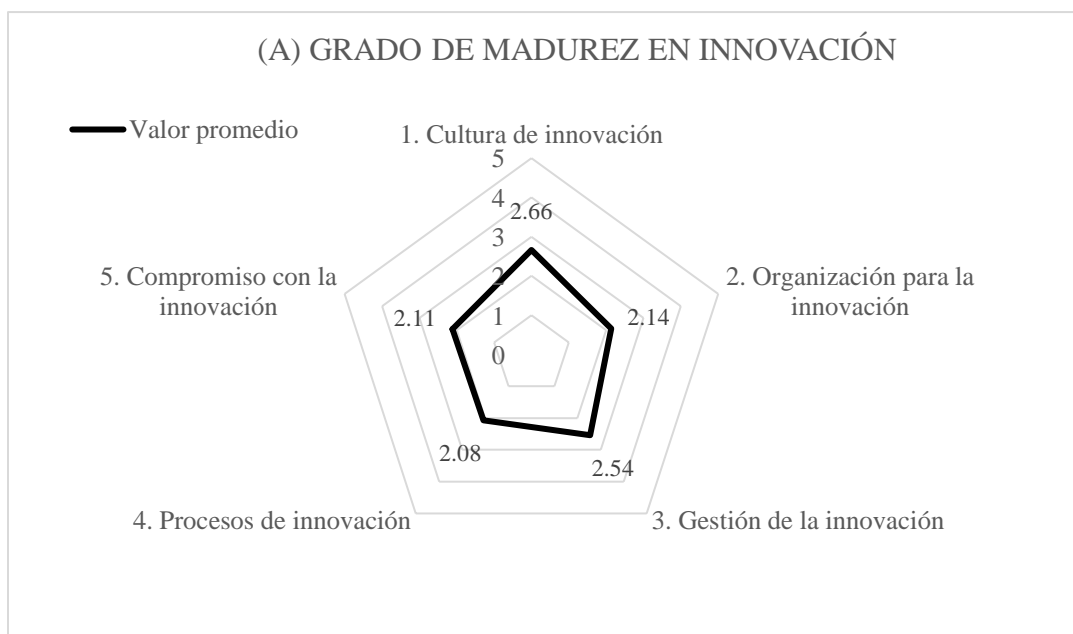 (A) GRADO DE MADUREZ EN INNOVACIÓN
Valor promedio
1. Cultura de innovación
5
4
2.66
3
2
1
0
5. Compromiso con la
innovación
2.11
2.14
2. Organización para la
innovación
2.08
2.54
4. Procesos de innovación
3. Gestión de la innovación